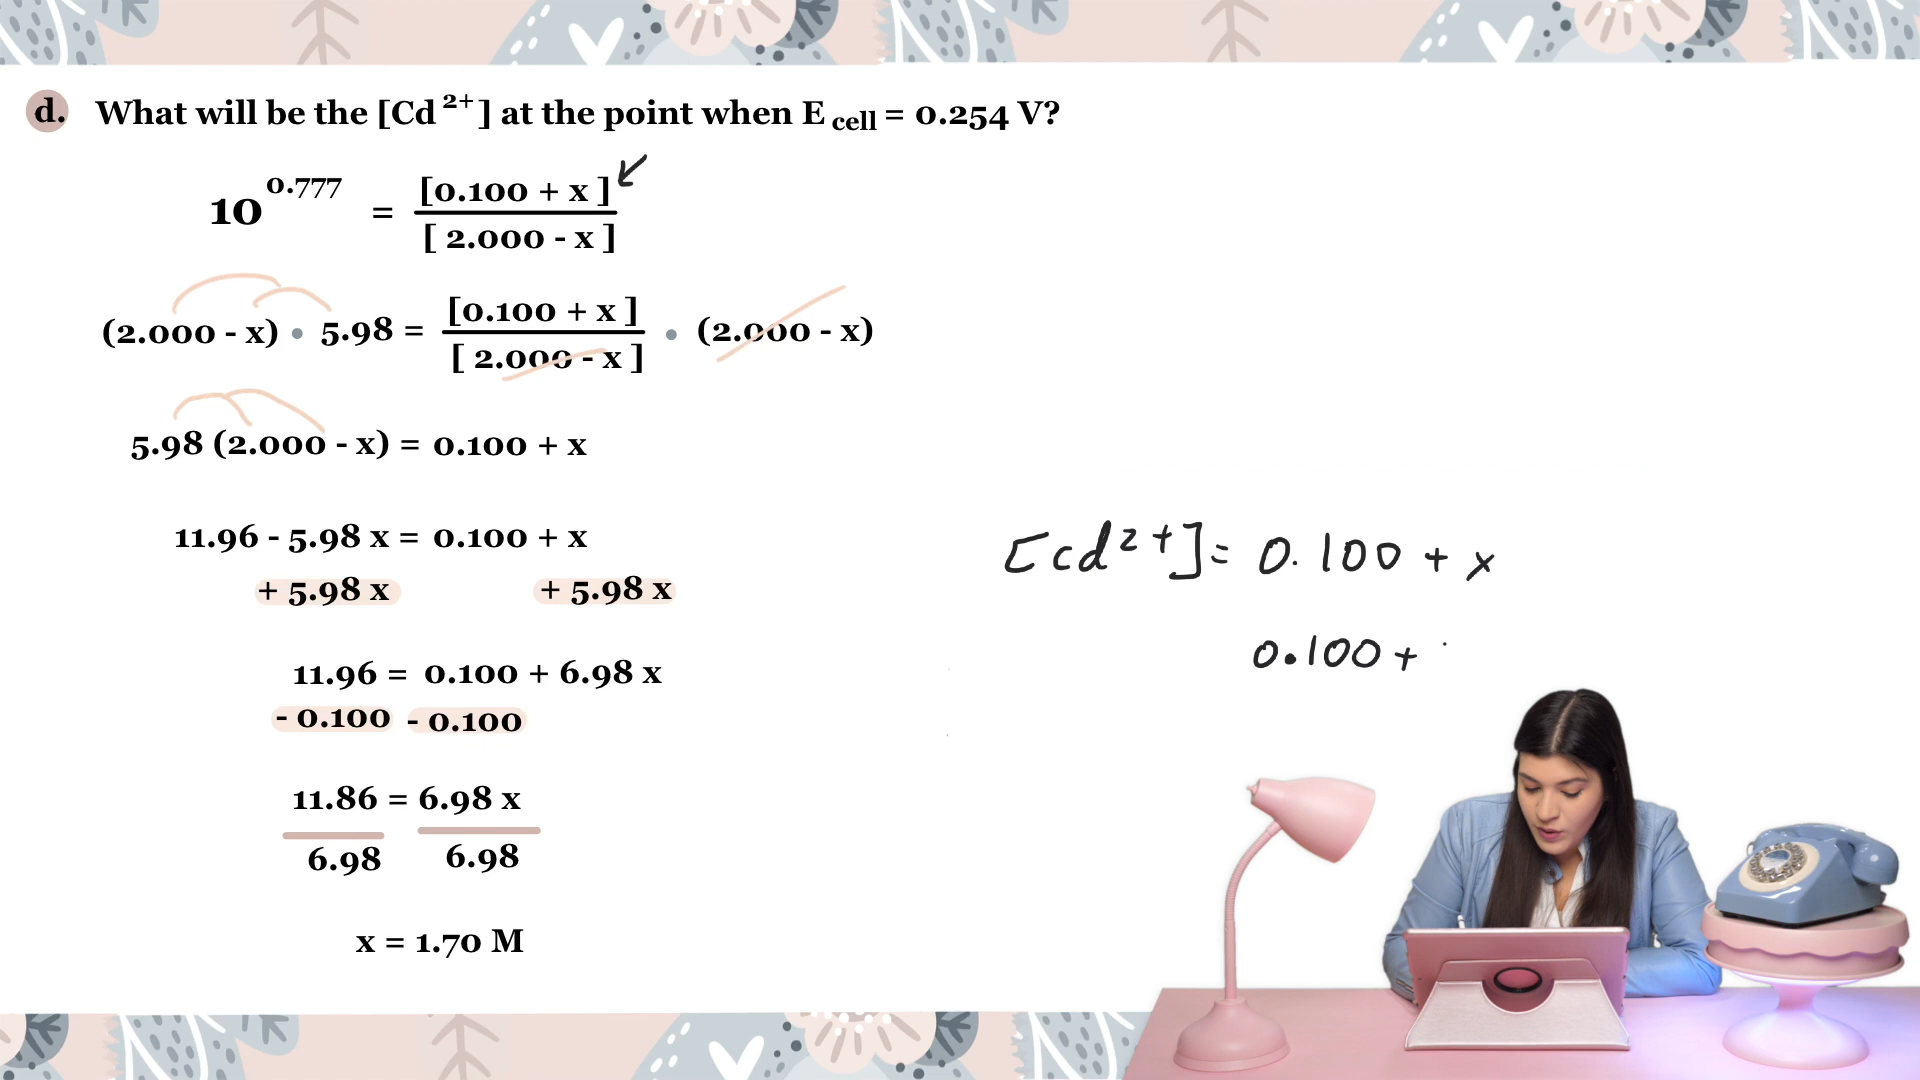 d. What will be the [Cd 2+ ] at the point when E cell = 0.254 V?
10 0.777 = [0.100 + x ]
[ 2.000 - x ]
(2.000 - x) • 5.98 = [0.100 + x ] • (2.000 - x)
[ 2.000 - x ]
5.98 (2.000 - x) = 0.100 + x
11.96 - 5.98 x = 0.100 + x
+ 5.98 x + 5.98 x
11.96 = 0.100 + 6.98 x
- 0.100 - 0.100
11.86 = 6.98 x
6.98 6.98
x = 1.70 M
[cd2+]= 0.100 + x
0.100 +